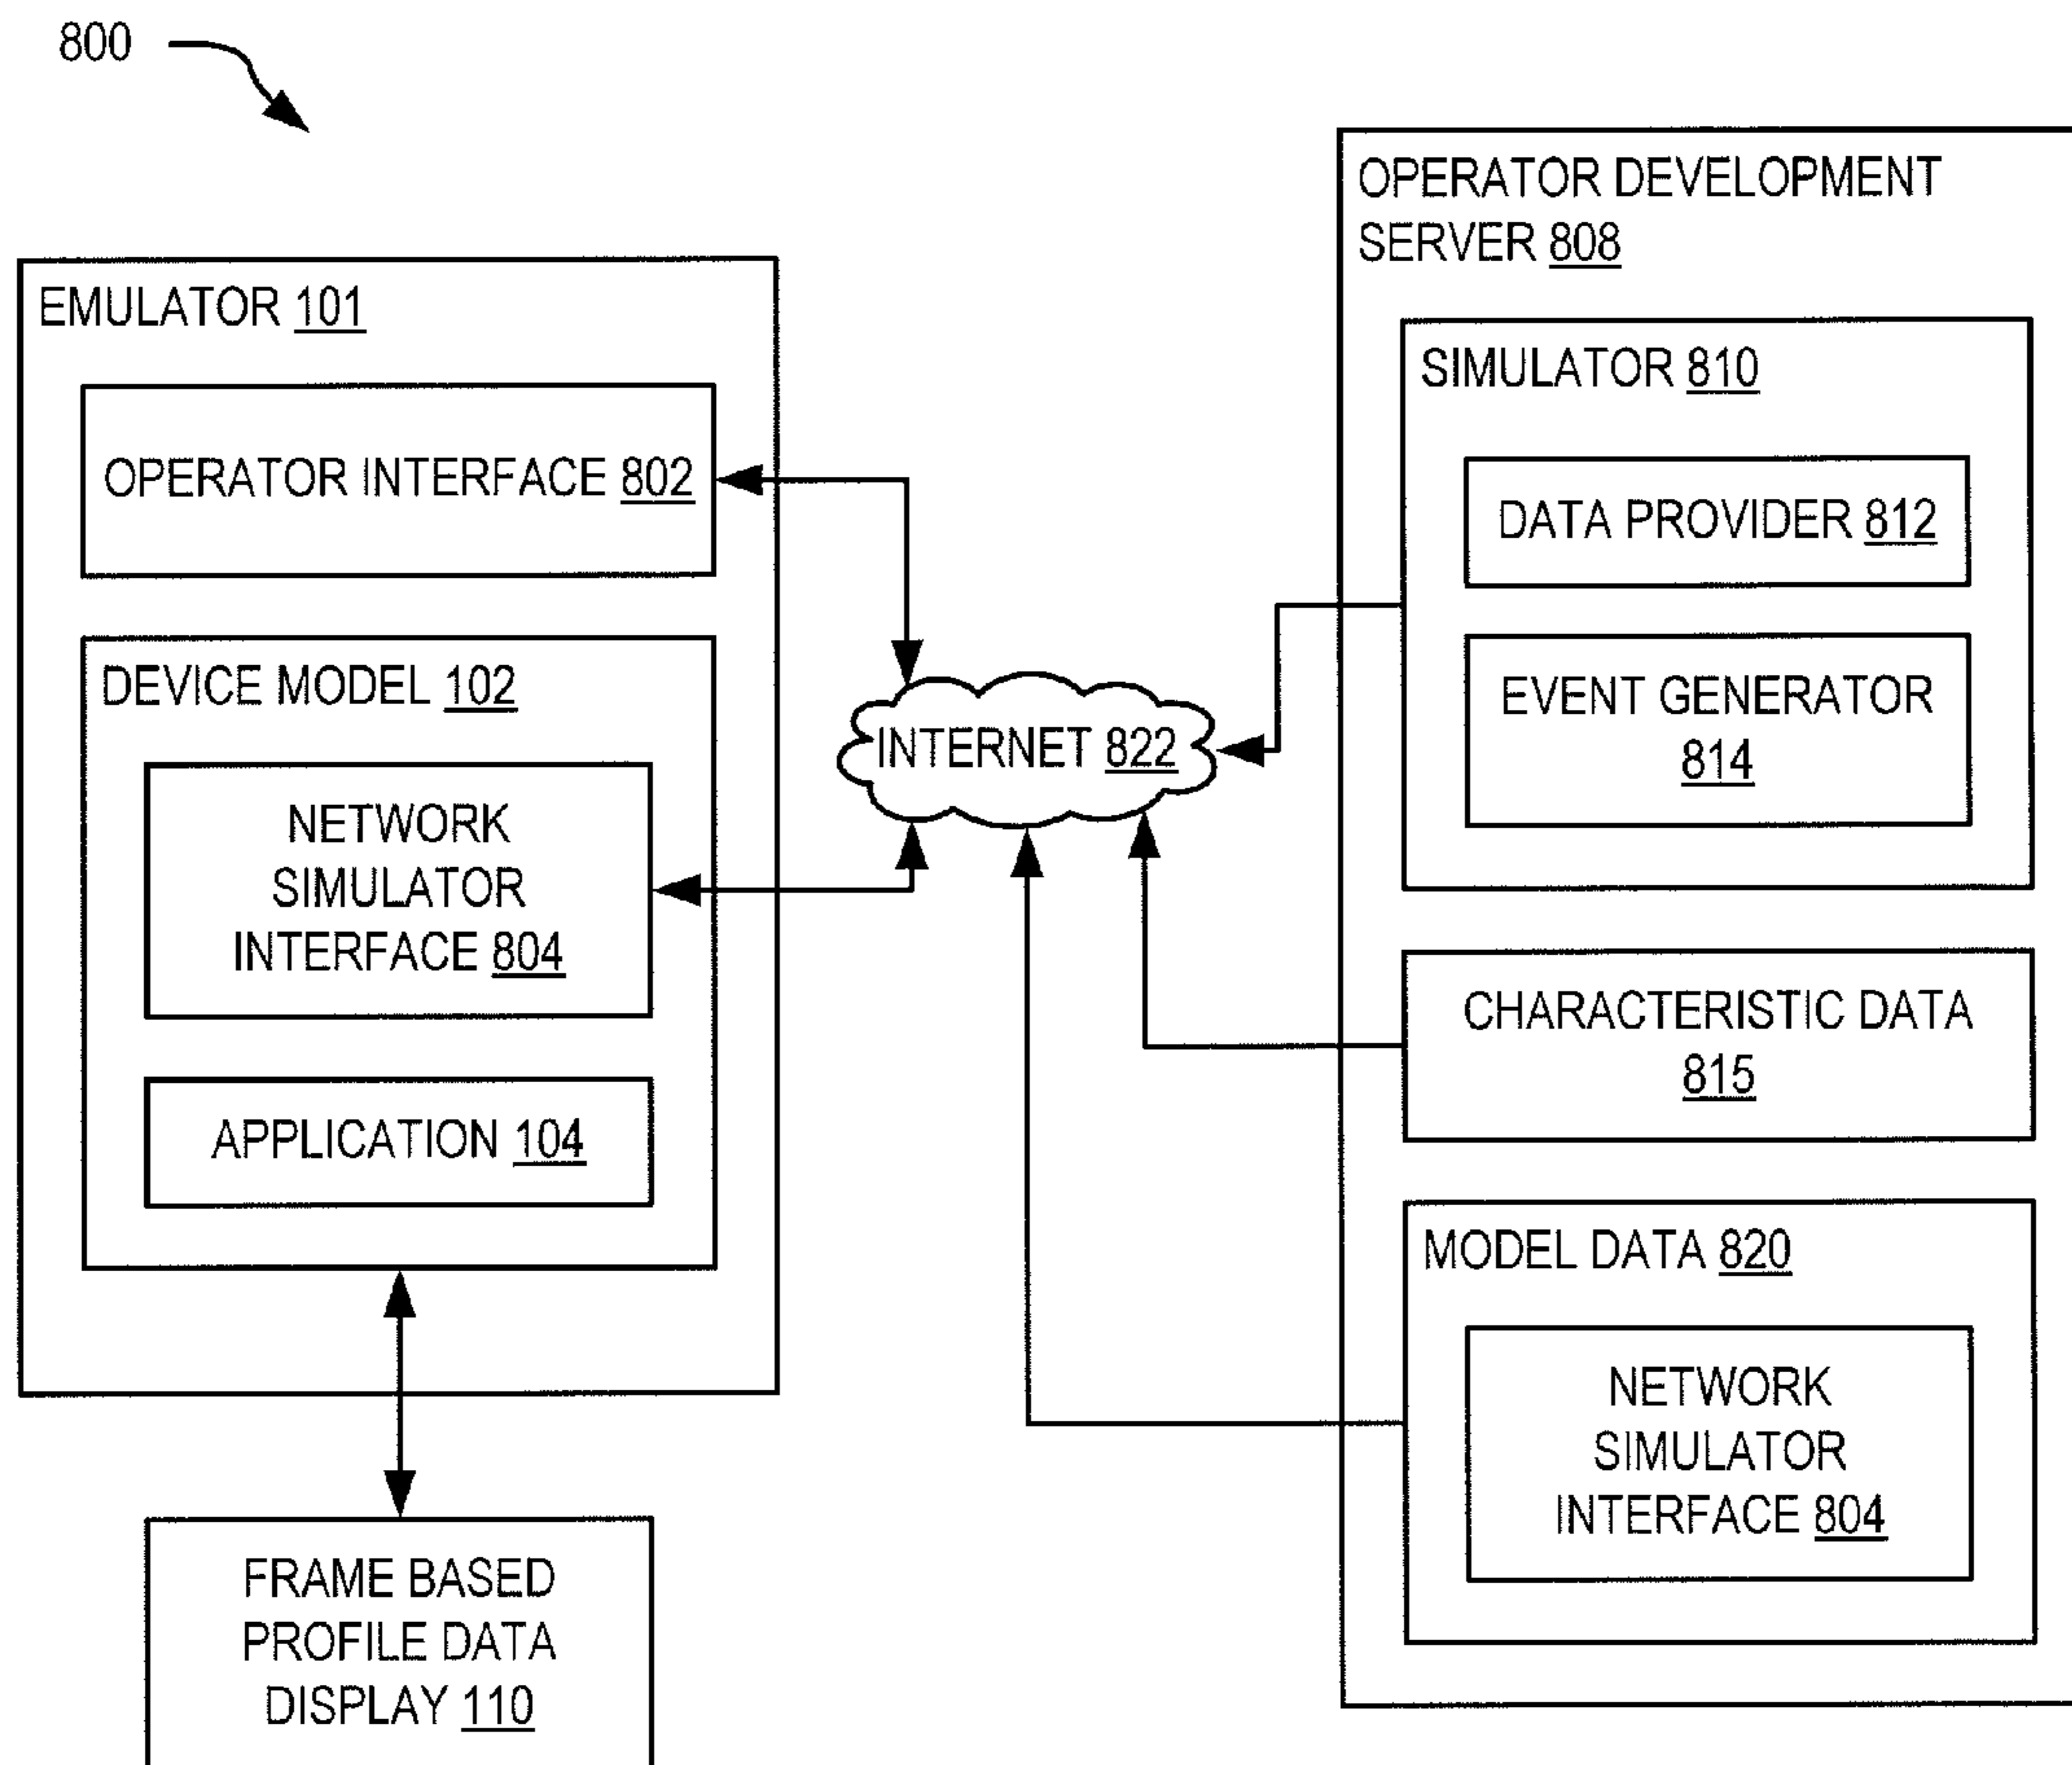 800
EMULATOR 101
OPERATOR INTERFACE 802
DEVICE MODEL 102
NETWORK
SIMULATOR
INTERFACE 804
APPLICATION 104
FRAME BASED
PROFILE DATA
DISPLAY 110
INTERNET 822
OPERATOR DEVELOPMENT
SERVER 808
SIMULATOR 810
DATA PROVIDER 812
EVENT GENERATOR
814
CHARACTERISTIC DATA
815
MODEL DATA 820
NETWORK
SIMULATOR
INTERFACE 804